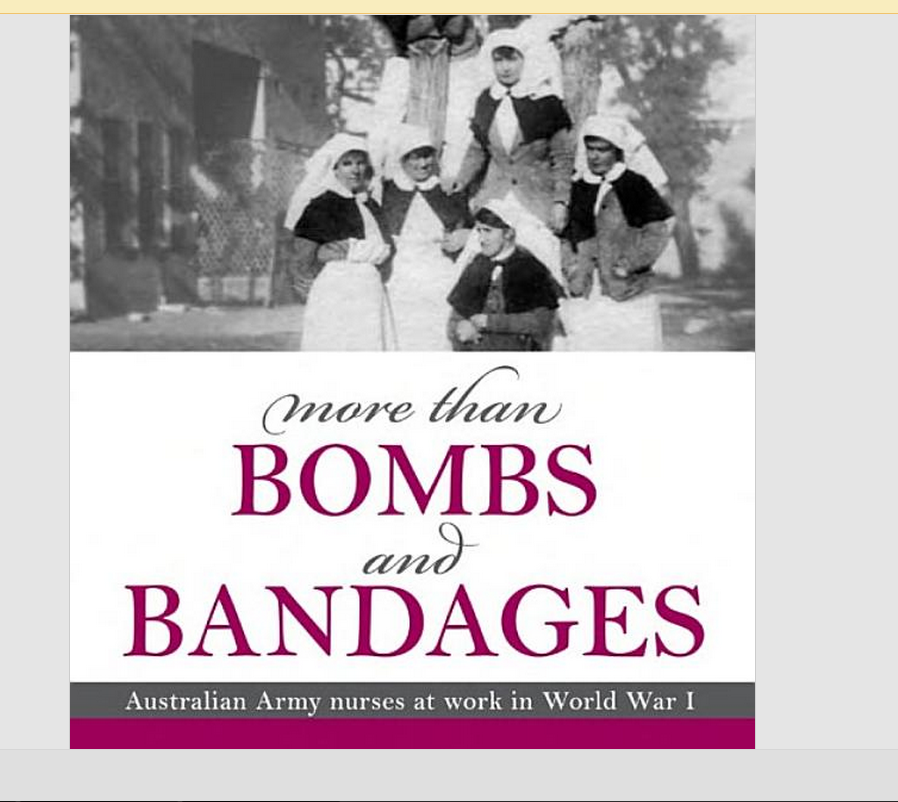 more than
BOMBS
and
BANDAGES
Australian Army nurses at work in World War I